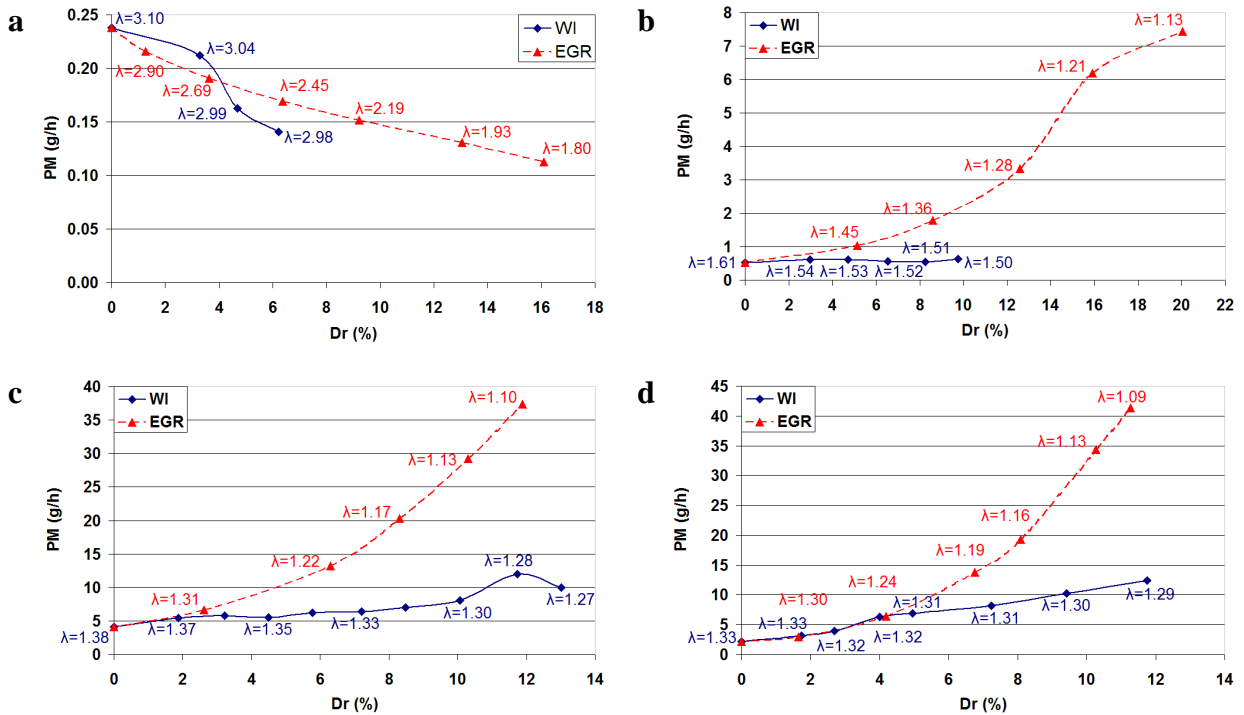 a
0.25
0.20
0.15
0.10
0.05
0.00
PM (g/h)
λ=3.10
λ=3.04
λ=2.90
λ=2.69
λ=2.45
λ=2.99
λ=2.19
λ=2.98
λ=1.93
λ=1.80
WI
EGR
0 2 4 6 8 10 12 14 16 18
Dr (%)
b
8
7
6
5
4
3
2
1
0
PM (g/h)
WI
EGR
λ=1.13
λ=1.21
λ=1.28
λ=1.36
λ=1.45
λ=1.51
λ=1.61
λ=1.54
λ=1.53
λ=1.52
λ=1.50
0 2 4 6 8 10 12 14 16 18 20 22
Dr (%)
c
40
35
30
25
20
15
10
5
0
PM (g/h)
WI
EGR
λ=1.10
λ=1.13
λ=1.17
λ=1.22
λ=1.28
λ=1.31
λ=1.27
λ=1.30
λ=1.38
λ=1.37
λ=1.35
λ=1.33
0 2 4 6 8 10 12 14
Dr (%)
d
45
40
35
30
25
20
15
10
5
0
PM (g/h)
WI
EGR
λ=1.09
λ=1.13
λ=1.16
λ=1.19
λ=1.24
λ=1.30
λ=1.31
λ=1.33
λ=1.33
λ=1.32
λ=1.32
λ=1.31
λ=1.30
λ=1.29
0 2 4 6 8 10 12 14
Dr (%)